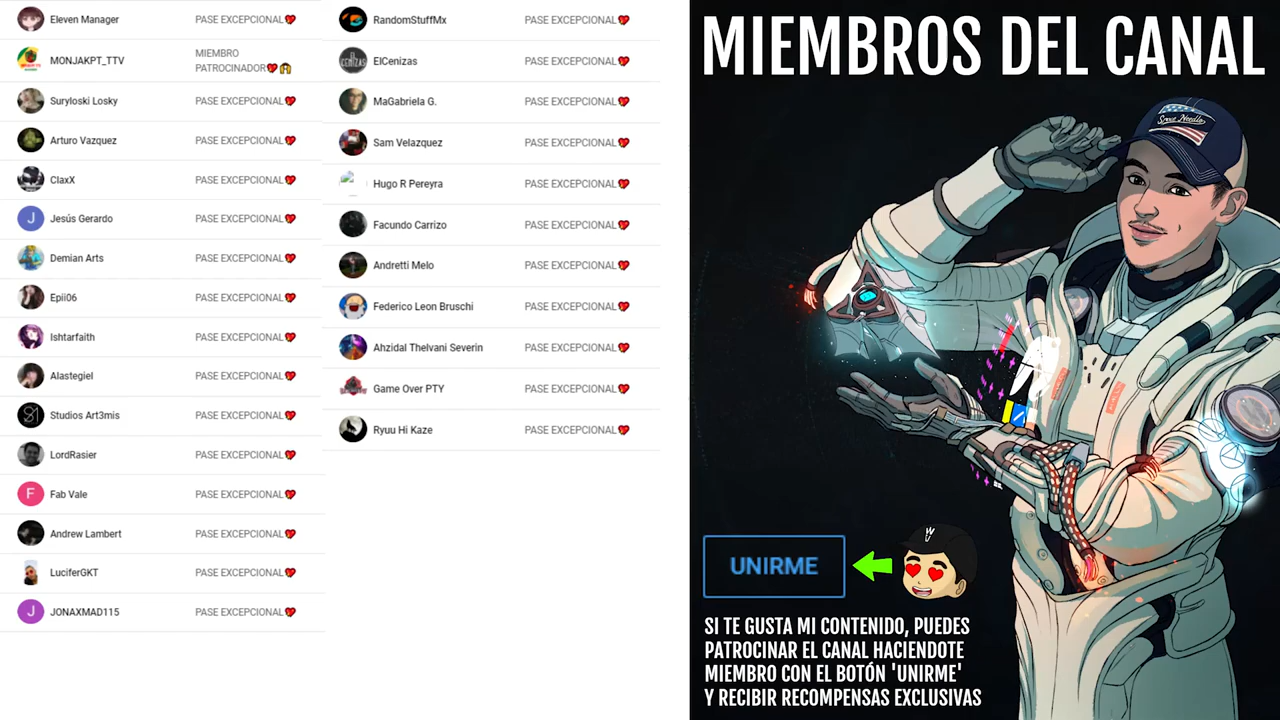 Eleven Manager PASE EXCEPCIONAL
MONJAKPT_TTV MIEMBRO
PATROCINADOR
Suryloski Losky PASE EXCEPCIONAL
Arturo Vazquez PASE EXCEPCIONAL
ClaxX PASE EXCEPCIONAL
J Jesús Gerardo PASE EXCEPCIONAL
Demian Arts PASE EXCEPCIONAL
Epii06 PASE EXCEPCIONAL
Ishtarfaith PASE EXCEPCIONAL
Alastegiel PASE EXCEPCIONAL
Studios Art3mis PASE EXCEPCIONAL
LordRasier PASE EXCEPCIONAL
F Fab Vale PASE EXCEPCIONAL
Andrew Lambert PASE EXCEPCIONAL
LuciferGKT PASE EXCEPCIONAL
J JONAXMAD115 PASE EXCEPCIONAL
RandomStuffMx PASE EXCEPCIONAL
CENIZAS ElCenizas PASE EXCEPCIONAL
MaGabriela G. PASE EXCEPCIONAL
Sam Velazquez PASE EXCEPCIONAL
Hugo R Pereyra PASE EXCEPCIONAL
Facundo Carrizo PASE EXCEPCIONAL
Andretti Melo PASE EXCEPCIONAL
Federico Leon Bruschi PASE EXCEPCIONAL
Ahzidal Thelvani Severin PASE EXCEPCIONAL
Game Over PTY PASE EXCEPCIONAL
Ryuu Hi Kaze PASE EXCEPCIONAL
MIEMBROS DEL CANAL
Space Needle
WU
UNIRME
SI TE GUSTA MI CONTENIDO, PUEDES
PATROCINAR EL CANAL HACIENDOTE
MIEMBRO CON EL BOTÓN 'UNIRME'
Y RECIBIR RECOMPENSAS EXCLUSIVAS